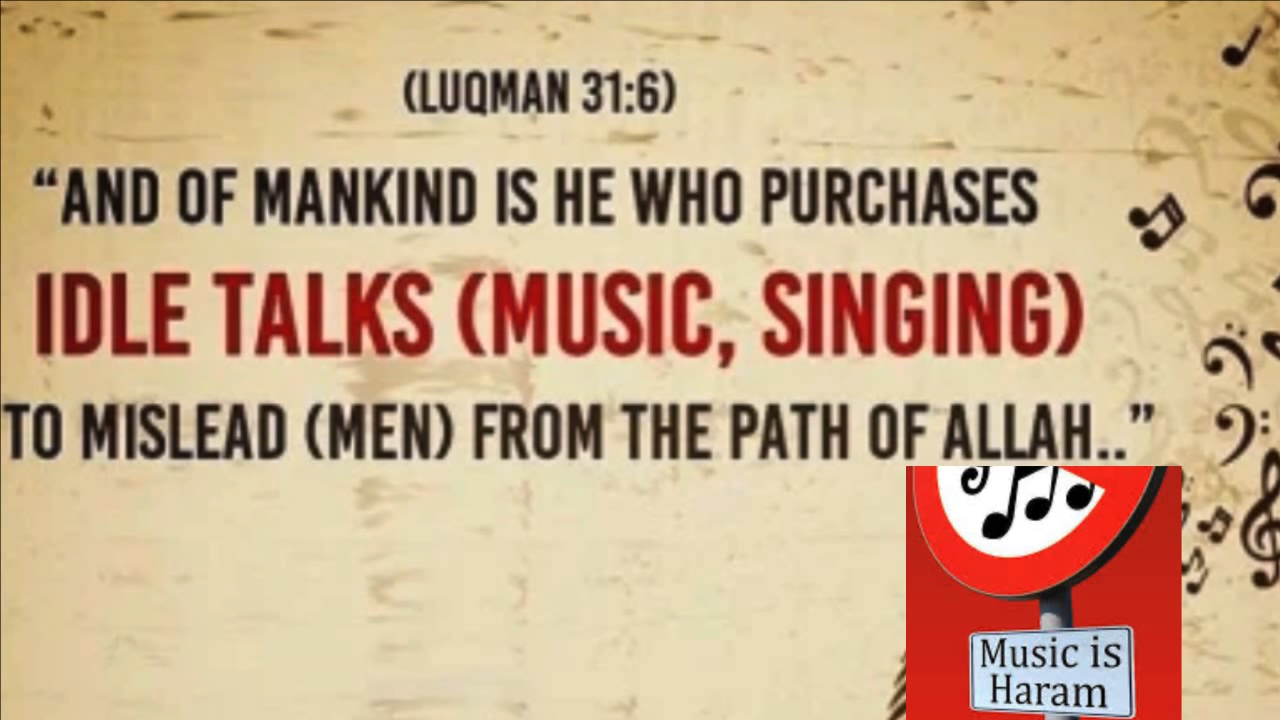 (LUQMAN 31:6)
“AND OF MANKIND IS HE WHO PURCHASES
IDLE TALKS (MUSIC, SINGING)
TO MISLEAD (MEN) FROM THE PATH OF ALLAH..”
Music is
Haram